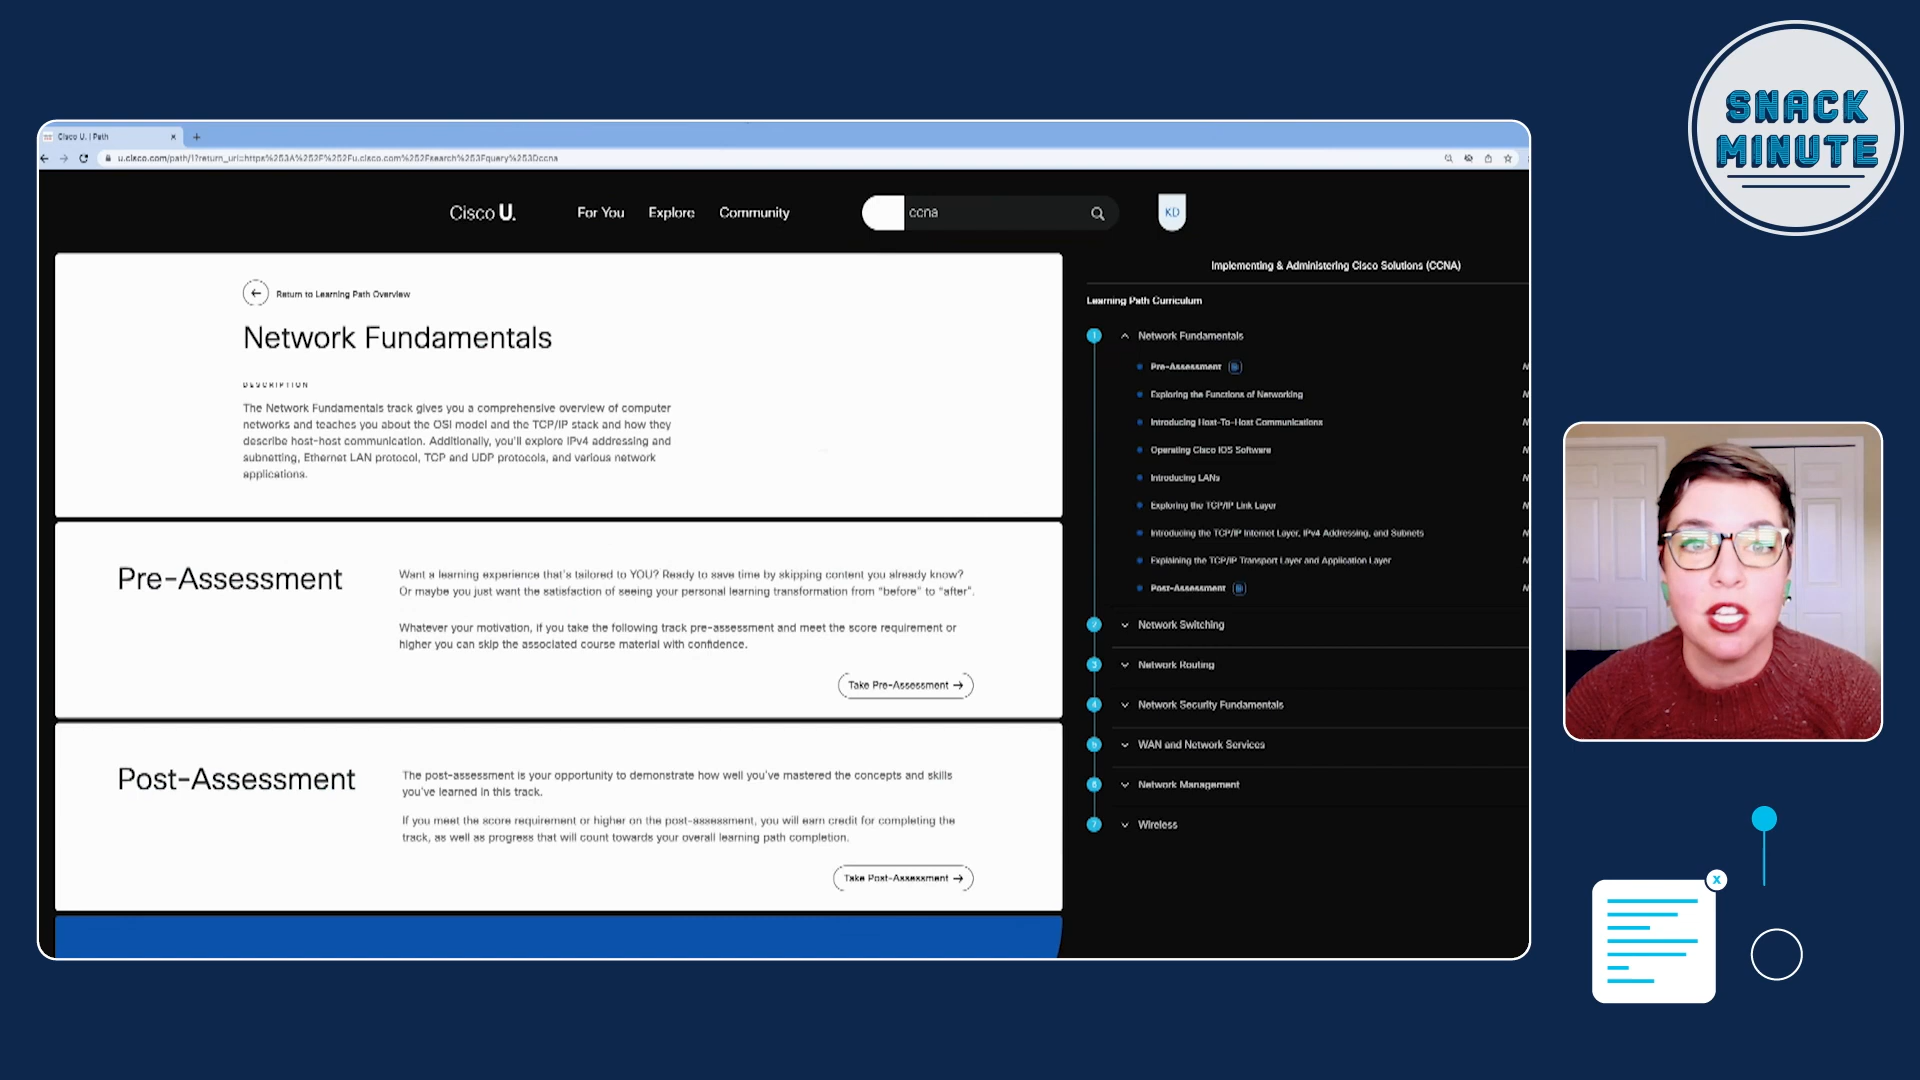 SNACK
MINUTE
Cisco U. | Path
u.cisco.com/path/1?return_uri=https%253A%252F%252Fu.cisco.com%252Fsearch%253Fquery%253Dccna
Cisco U.
For You
Explore
Community
ccna
KD
Return to Learning Path Overview
Network Fundamentals
DESCRIPTION
The Network Fundamentals track gives you a comprehensive overview of computer
networks and teaches you about the OSI model and the TCP/IP stack and how they
describe host-host communication. Additionally, you'll explore IPv4 addressing and
subnetting, Ethernet LAN protocol, TCP and UDP protocols, and various network
applications.
Pre-Assessment
Want a learning experience that's tailored to YOU? Ready to save time by skipping content you already know?
Or maybe you just want the satisfaction of seeing your personal learning transformation from "before" to "after".
Whatever your motivation, if you take the following track pre-assessment and meet the score requirement or
higher you can skip the associated course material with confidence.
Take Pre-Assessment →
Post-Assessment
The post-assessment is your opportunity to demonstrate how well you've mastered the concepts and skills
you've learned in this track.
If you meet the score requirement or higher on the post-assessment, you will earn credit for completing the
track, as well as progress that will count towards your overall learning path completion.
Take Post-Assessment →
Implementing & Administering Cisco Solutions (CCNA)
Learning Path Curriculum
1 Network Fundamentals
Pre-Assessment N
Exploring the Functions of Networking N
Introducing Host-To-Host Communications N
Operating Cisco IOS Software N
Introducing LANs N
Exploring the TCP/IP Link Layer N
Introducing the TCP/IP Internet Layer, IPv4 Addressing, and Subnets N
Explaining the TCP/IP Transport Layer and Application Layer N
Post-Assessment N
2 Network Switching
3 Network Routing
4 Network Security Fundamentals
5 WAN and Network Services
6 Network Management
7 Wireless
X